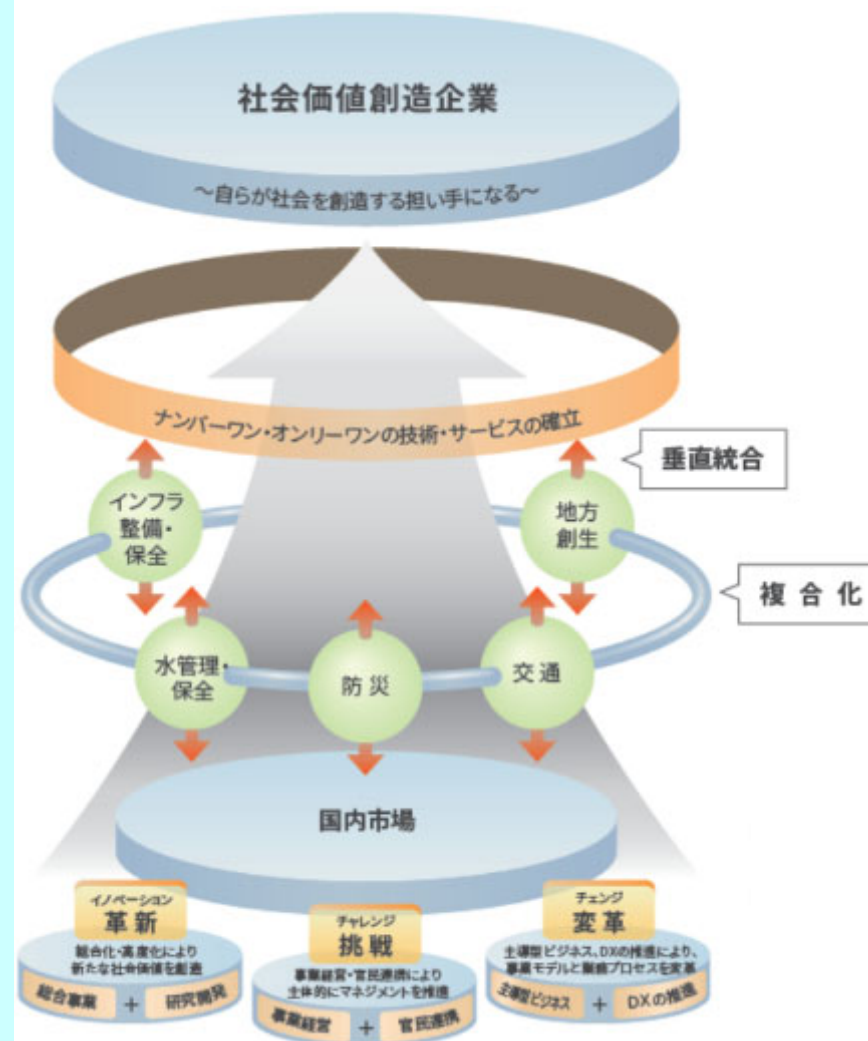 社会価値創造企業
～自らが社会を創造する担い手になる～
ナンバーワン・オンリーワンの技術・サービスの確立
垂直統合
インフラ
整備・
保全
地方
創生
複合化
水管理・
保全
防災
交通
国内市場
イノベーション
革新
総合化・高度化により
新たな社会価値を創造
総合事業 + 研究開発
チャレンジ
挑戦
事業経営・官民連携により
主体的にマネジメントを推進
事業経営 + 官民連携
チェンジ
変革
主導型ビジネス、DXの推進により、
事業モデルと業務プロセスを変革
主導型ビジネス + DXの推進